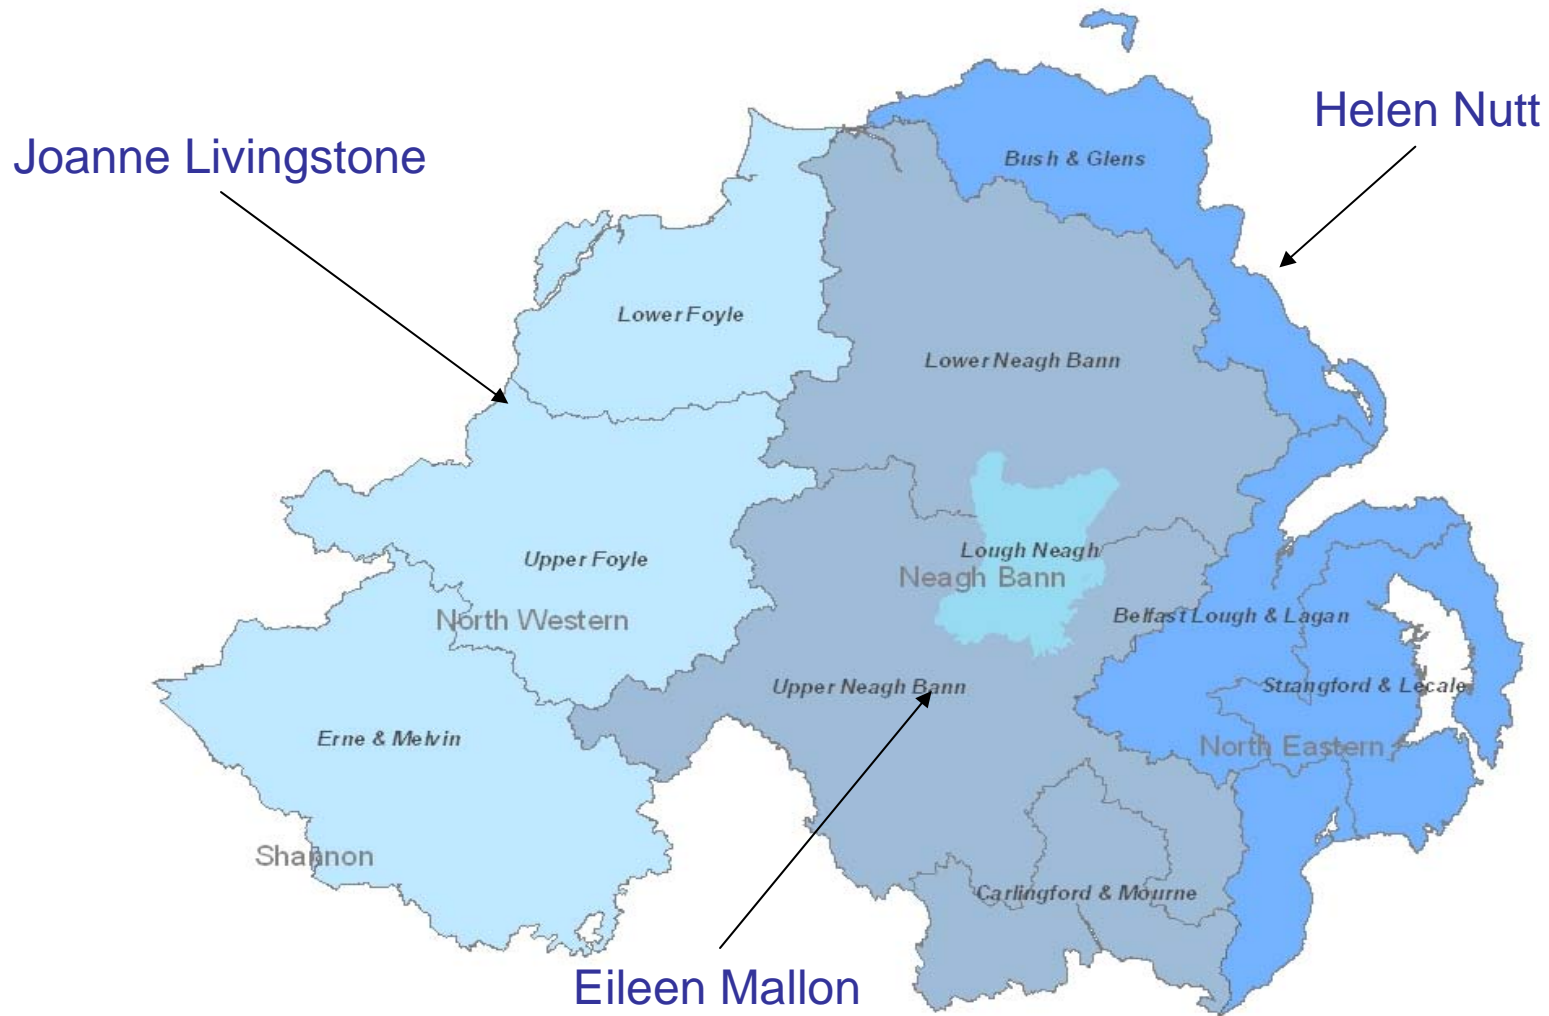 Helen Nutt
Joanne Livingstone
Bush & Glens
Lower Foyle
Lower Neagh Bann
Lough Neagh
Upper Foyle
Neagh Bann
North Western
Belfast Lough & Lagan
Upper Neagh Bann
Strangford & Lecale
Erne & Melvin
North Eastern
Shannon
Carlingford & Mourne
Eileen Mallon